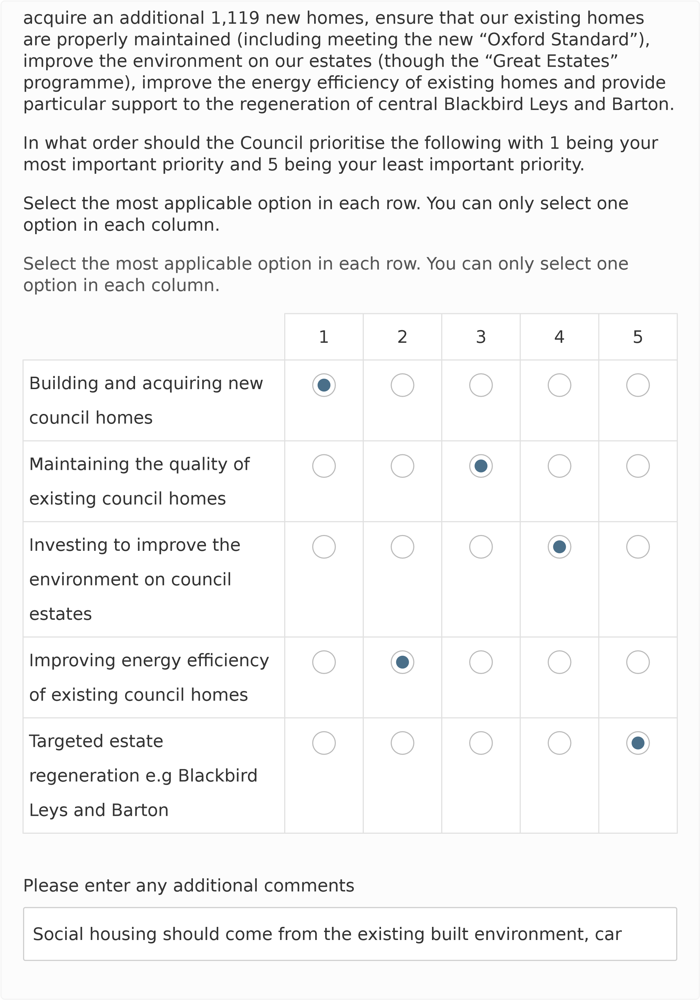 acquire an additional 1,119 new homes, ensure that our existing homes
are properly maintained (including meeting the new “Oxford Standard”),
improve the environment on our estates (though the “Great Estates”
programme), improve the energy efficiency of existing homes and provide
particular support to the regeneration of central Blackbird Leys and Barton.
In what order should the Council prioritise the following with 1 being your
most important priority and 5 being your least important priority.
Select the most applicable option in each row. You can only select one
option in each column.
Select the most applicable option in each row. You can only select one
option in each column.
1 2 3 4 5
Building and acquiring new
council homes
Maintaining the quality of
existing council homes
Investing to improve the
environment on council
estates
Improving energy efficiency
of existing council homes
Targeted estate
regeneration e.g Blackbird
Leys and Barton
Please enter any additional comments
Social housing should come from the existing built environment, car